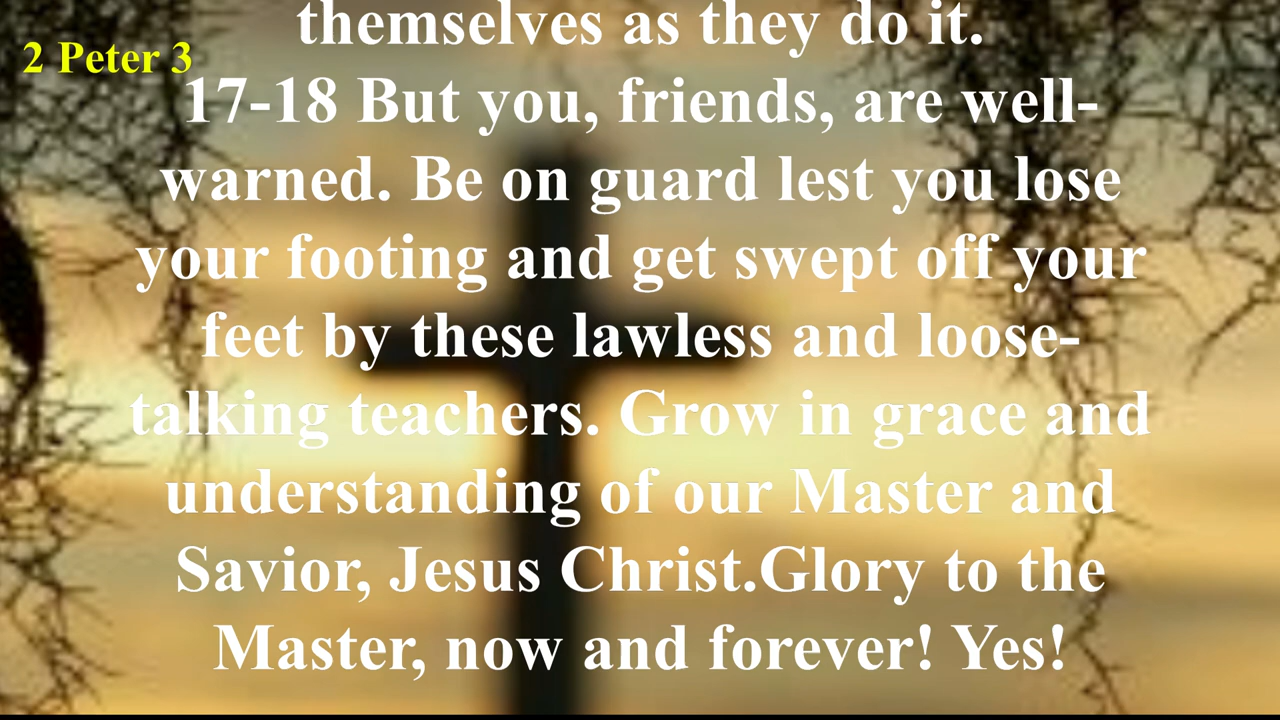 themselves as they do it.
2 Peter 3
17-18 But you, friends, are well-
warned. Be on guard lest you lose
your footing and get swept off your
feet by these lawless and loose-
talking teachers. Grow in grace and
understanding of our Master and
Savior, Jesus Christ.Glory to the
Master, now and forever! Yes!